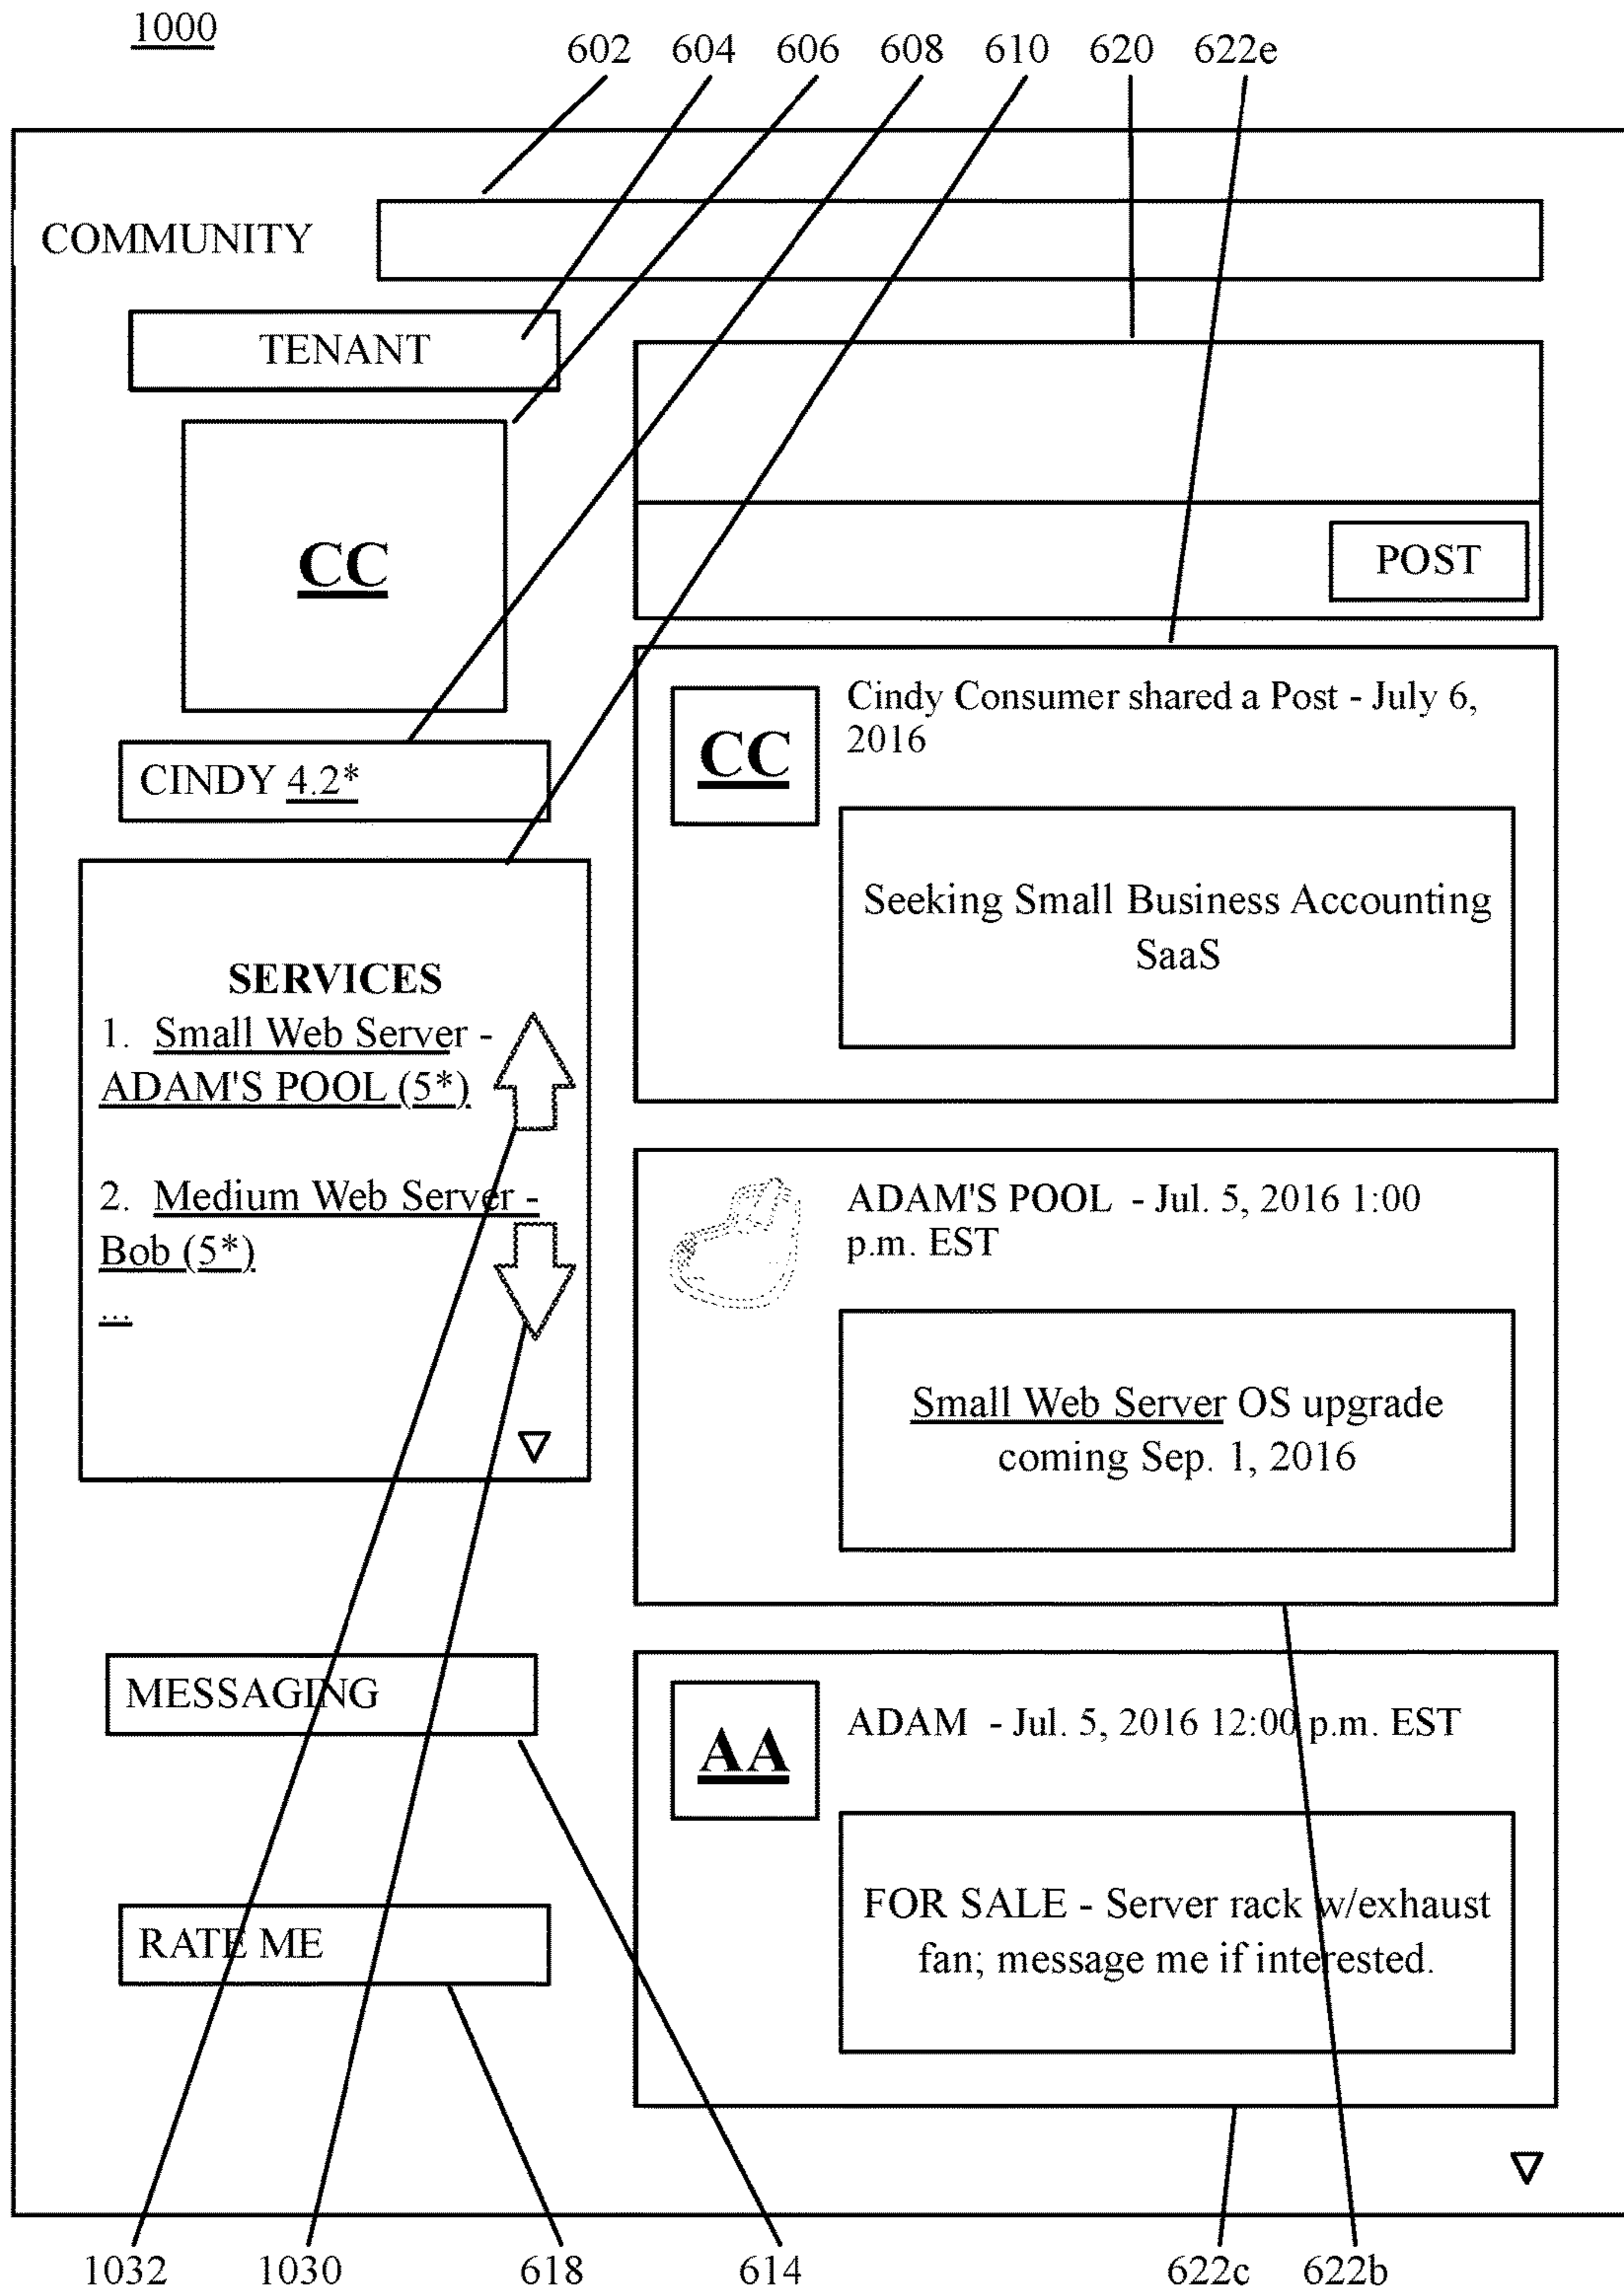 1000
602 604 606 608 610 620 622e
COMMUNITY
TENANT
CC
POST
CINDY 4.2*
Cindy Consumer shared a Post - July 6,
2016
CC
Seeking Small Business Accounting
SaaS
SERVICES
1. Small Web Server -
ADAM'S POOL (5*)
2. Medium Web Server -
Bob (5*)
...
ADAM'S POOL - Jul. 5, 2016 1:00
p.m. EST
Small Web Server OS upgrade
coming Sep. 1, 2016
MESSAGING
RATE ME
AA
ADAM - Jul. 5, 2016 12:00 p.m. EST
FOR SALE - Server rack w/exhaust
fan; message me if interested.
1032 1030 618 614 622c 622b